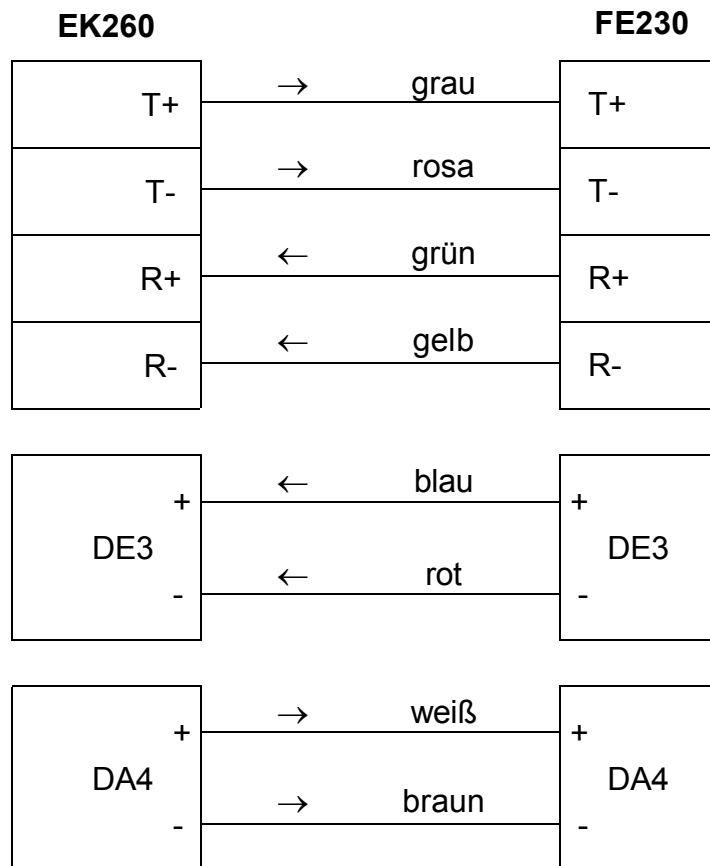 EK260 FE230
T+ → grau T+
T- → rosa T-
R+ ← grün R+
R- ← gelb R-
+ ← blau +
DE3 DE3
- ← rot -
+ → weiß +
DA4 DA4
- → braun -